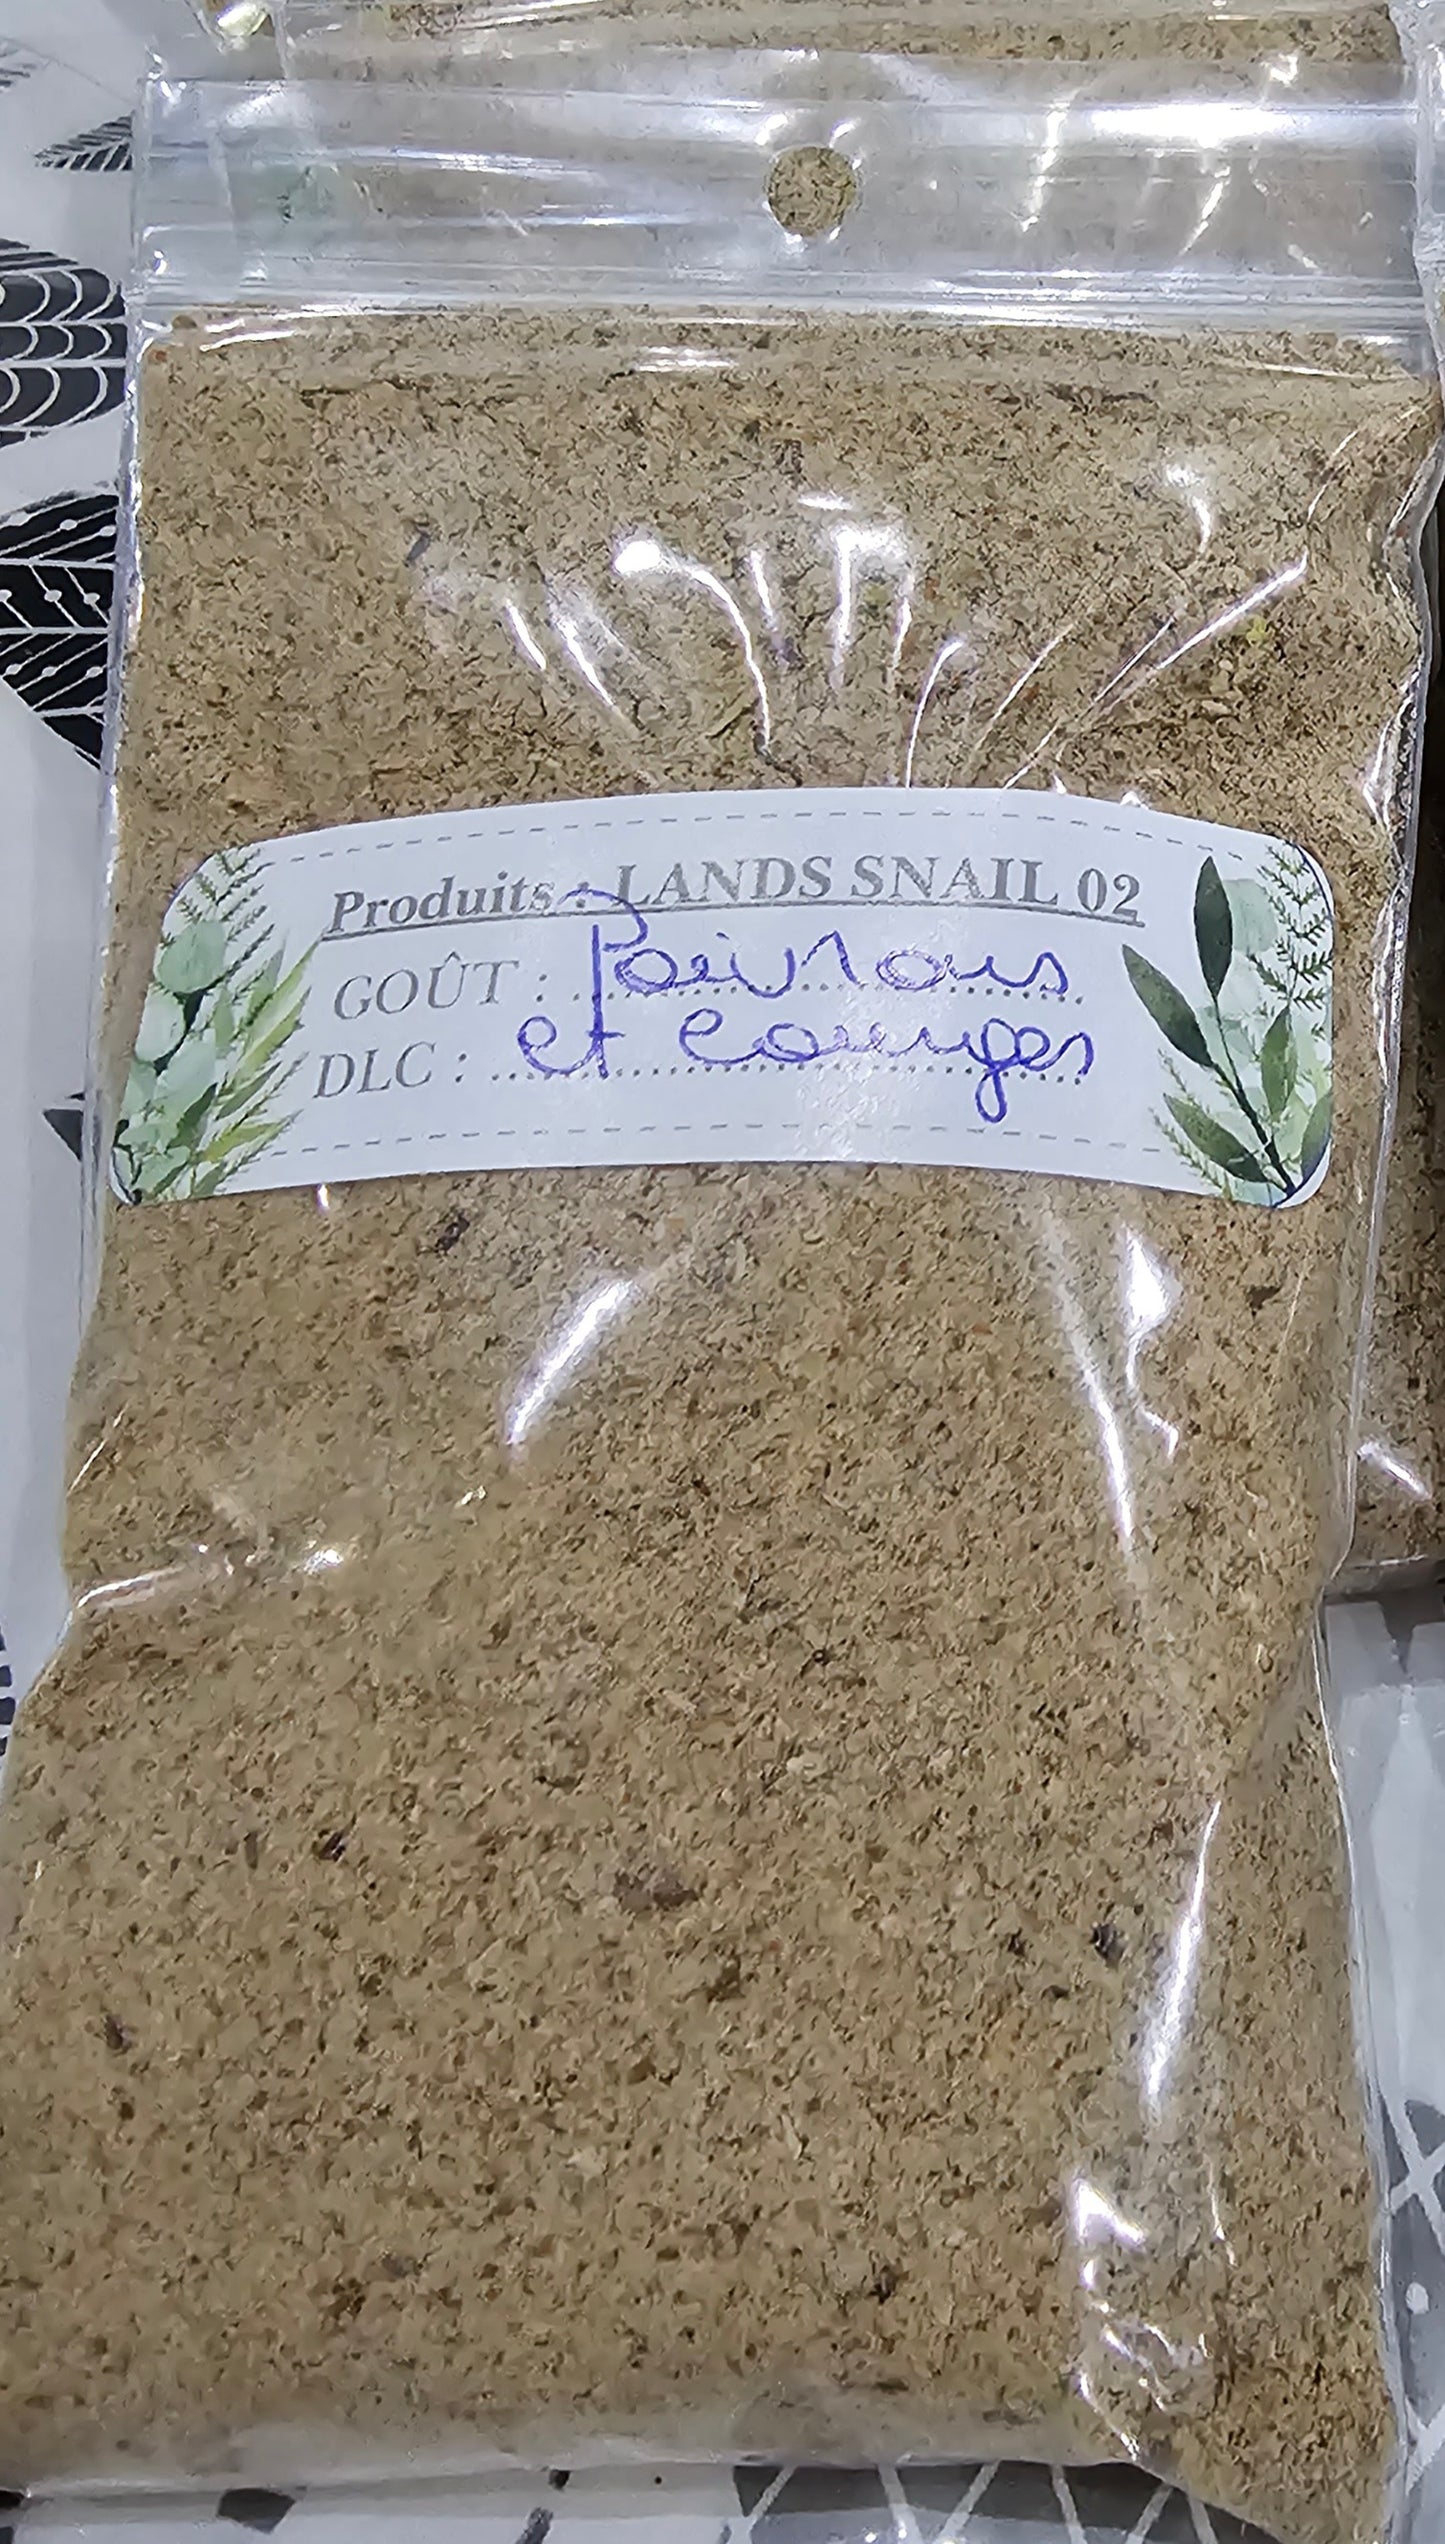 Produits : LANDS SNAIL 02
GOÛT : Poivrons
DLC : et courges